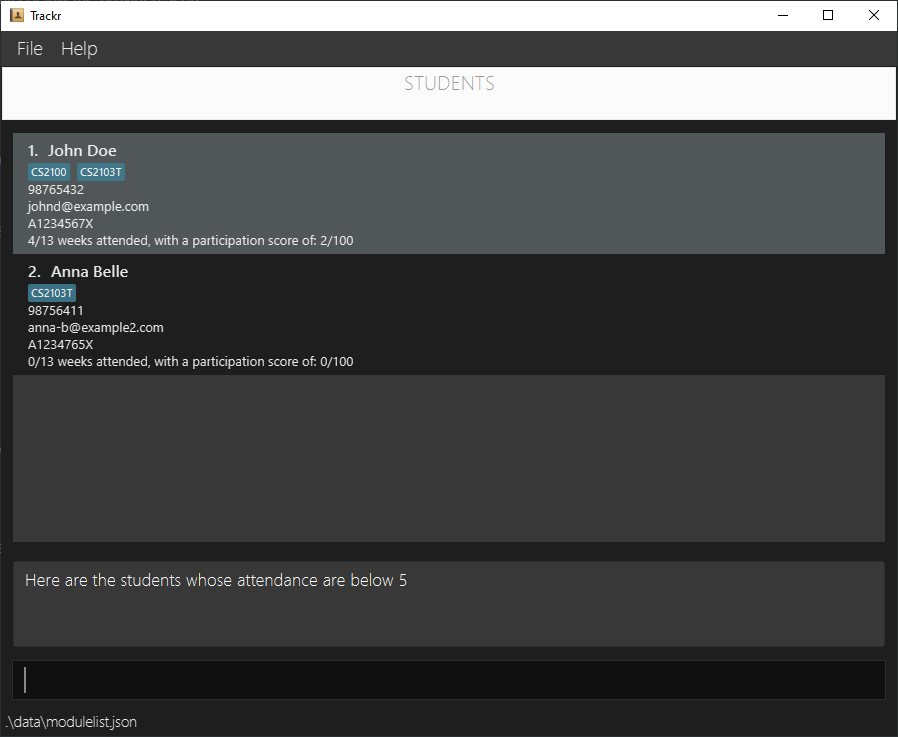 Trackr
File Help
STUDENTS
1. John Doe
CS2100 CS2103T
98765432
johnd@example.com
A1234567X
4/13 weeks attended, with a participation score of: 2/100
2. Anna Belle
CS2103T
98756411
anna-b@example2.com
A1234765X
0/13 weeks attended, with a participation score of: 0/100
Here are the students whose attendance are below 5
.\data\modulelist.json